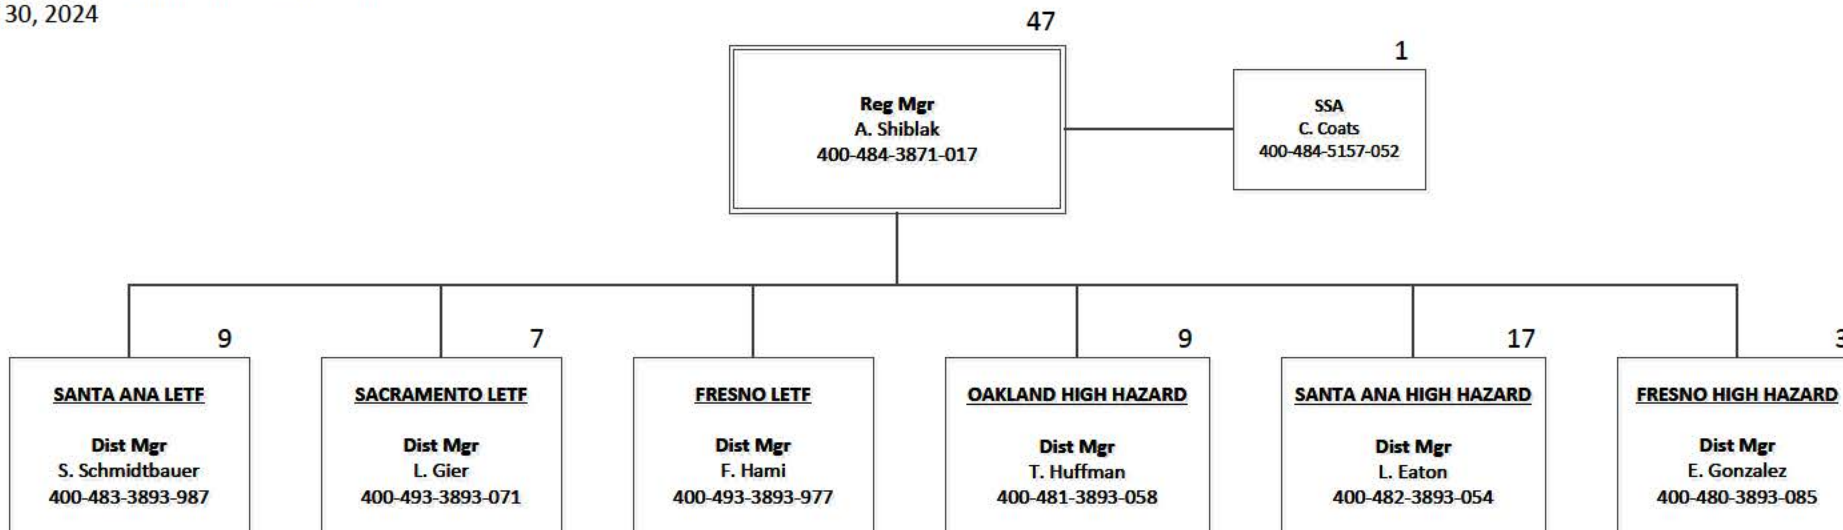 30, 2024
47
Reg Mgr
A. Shiblak
400-484-3871-017
1
SSA
C. Coats
400-484-5157-052
9
SANTA ANA LETF
Dist Mgr
S. Schmidtbauer
400-483-3893-987
7
SACRAMENTO LETF
Dist Mgr
L. Gier
400-493-3893-071
FRESNO LETF
Dist Mgr
F. Hami
400-493-3893-977
9
OAKLAND HIGH HAZARD
Dist Mgr
T. Huffman
400-481-3893-058
17
SANTA ANA HIGH HAZARD
Dist Mgr
L. Eaton
400-482-3893-054
FRESNO HIGH HAZARD
Dist Mgr
E. Gonzalez
400-480-3893-085